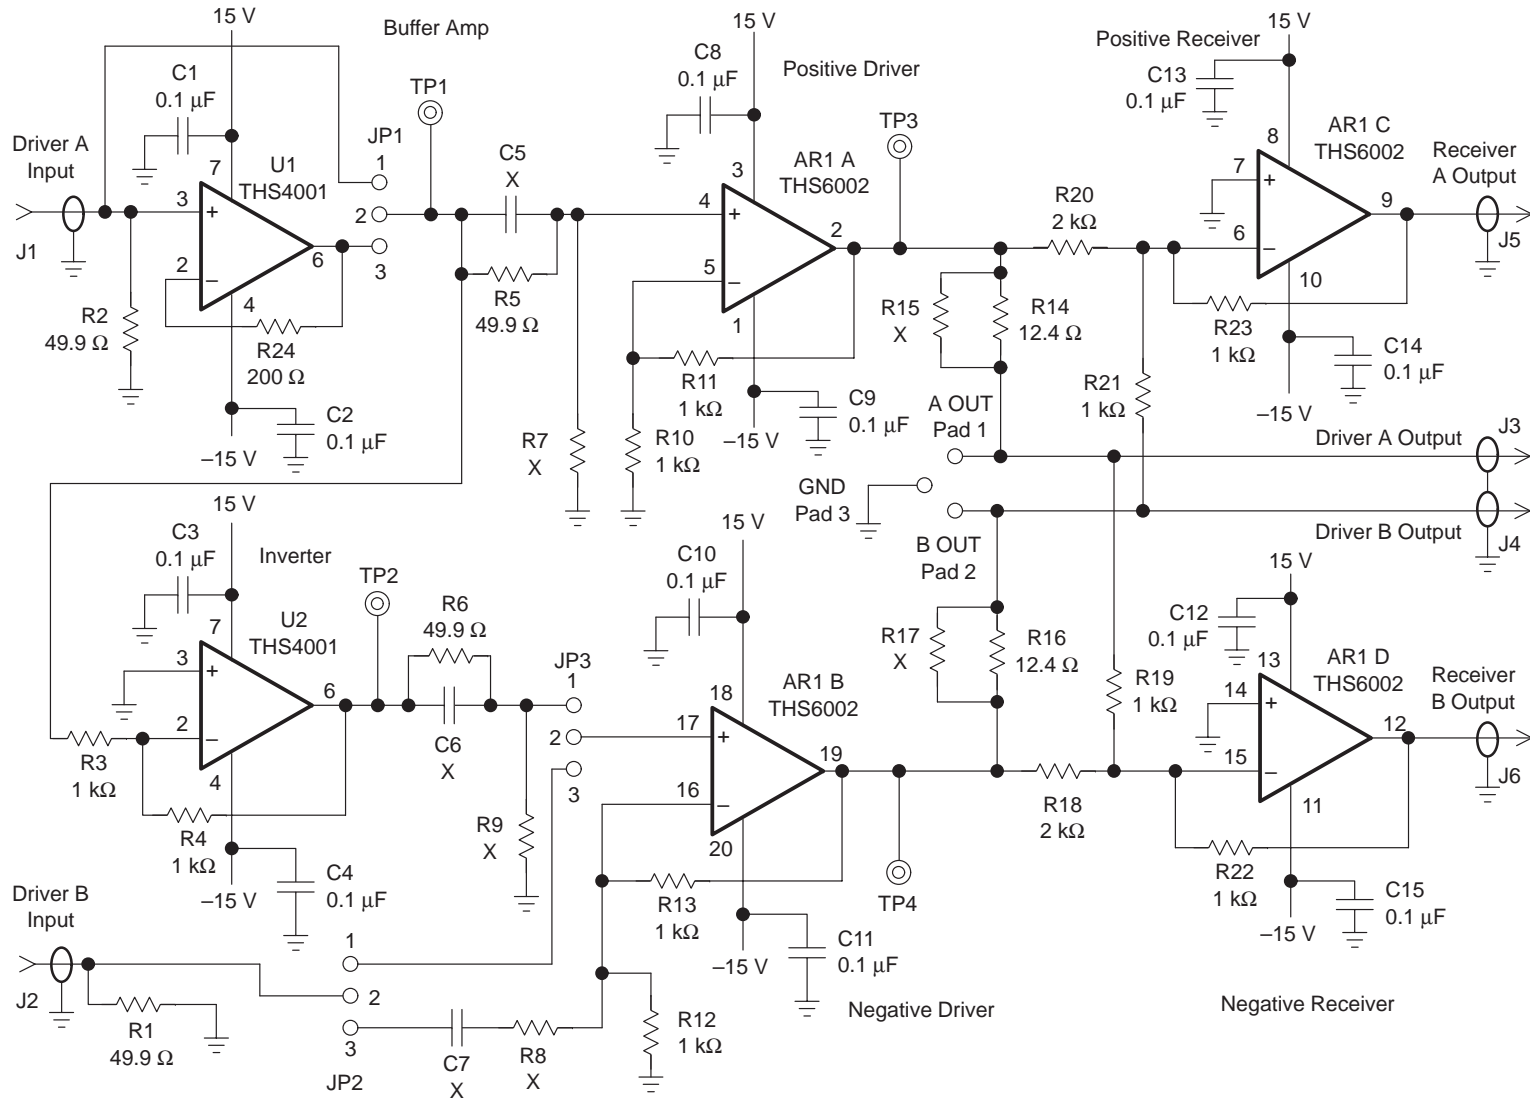 15 V
Buffer Amp
C1
0.1 µF
TP1
JP1
1
2
3
Driver A
Input
J1
7
U1
THS4001
3
+
2
–
6
4
R2
49.9 Ω
R24
200 Ω
C2
0.1 µF
–15 V
C5
X
R5
49.9 Ω
R7
X
15 V
C8
0.1 µF
Positive Driver
3
AR1 A
THS6002
4
+
5
–
2
1
R11
1 kΩ
R10
1 kΩ
C9
0.1 µF
–15 V
TP3
R20
2 kΩ
R15
X
R14
12.4 Ω
R21
1 kΩ
A OUT
Pad 1
GND
Pad 3
B OUT
Pad 2
15 V
Positive Receiver
C13
0.1 µF
8
AR1 C
THS6002
7
+
6
–
9
10
Receiver
A Output
J5
R23
1 kΩ
C14
0.1 µF
–15 V
Driver A Output
J3
Driver B Output
J4
15 V
C3
0.1 µF
Inverter
TP2
7
U2
THS4001
3
+
2
–
6
4
R3
1 kΩ
R4
1 kΩ
C4
0.1 µF
–15 V
R6
49.9 Ω
C6
X
R9
X
JP3
1
2
3
15 V
C10
0.1 µF
18
AR1 B
THS6002
17
+
16
–
19
20
R13
1 kΩ
C11
0.1 µF
–15 V
TP4
Negative Driver
R17
X
R16
12.4 Ω
R18
2 kΩ
R19
1 kΩ
15 V
C12
0.1 µF
13
AR1 D
THS6002
14
+
15
–
12
11
Receiver
B Output
J6
R22
1 kΩ
C15
0.1 µF
–15 V
Negative Receiver
Driver B
Input
J2
R1
49.9 Ω
1
2
3
JP2
C7
X
R8
X
R12
1 kΩ